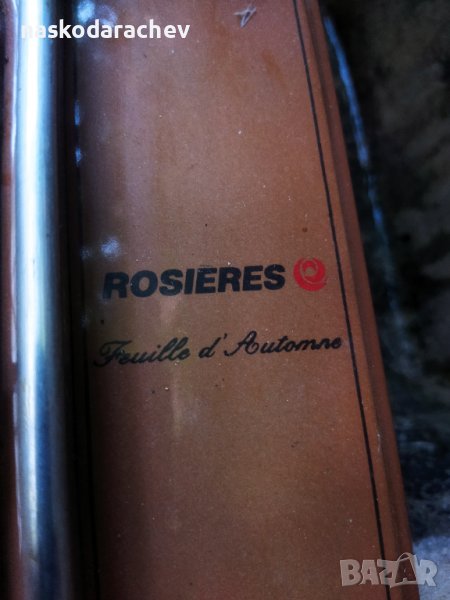 naskodarachev
ROSIERES
Feuille d'Automne
BAZAR